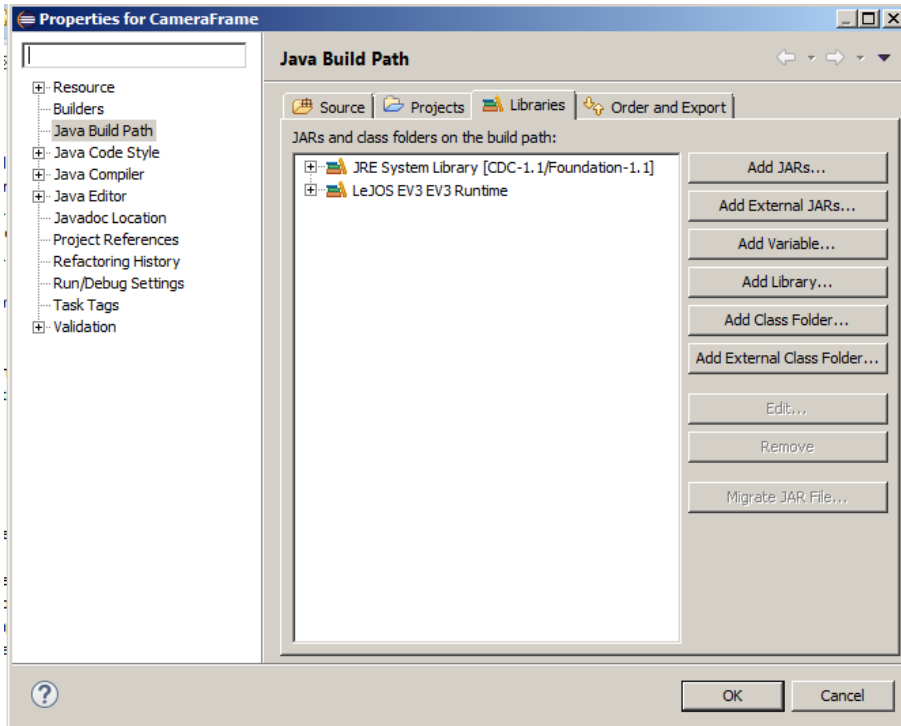 Properties for CameraFrame
Java Build Path
Resource
Builders
Java Build Path
Java Code Style
Java Compiler
Java Editor
Javadoc Location
Project References
Refactoring History
Run/Debug Settings
Task Tags
Validation
Source
Projects
Libraries
Order and Export
JARs and class folders on the build path:
JRE System Library [CDC-1.1/Foundation-1.1]
LeJOS EV3 EV3 Runtime
Add JARs...
Add External JARs...
Add Variable...
Add Library...
Add Class Folder...
Add External Class Folder...
Edit...
Remove
Migrate JAR File...
?
OK
Cancel